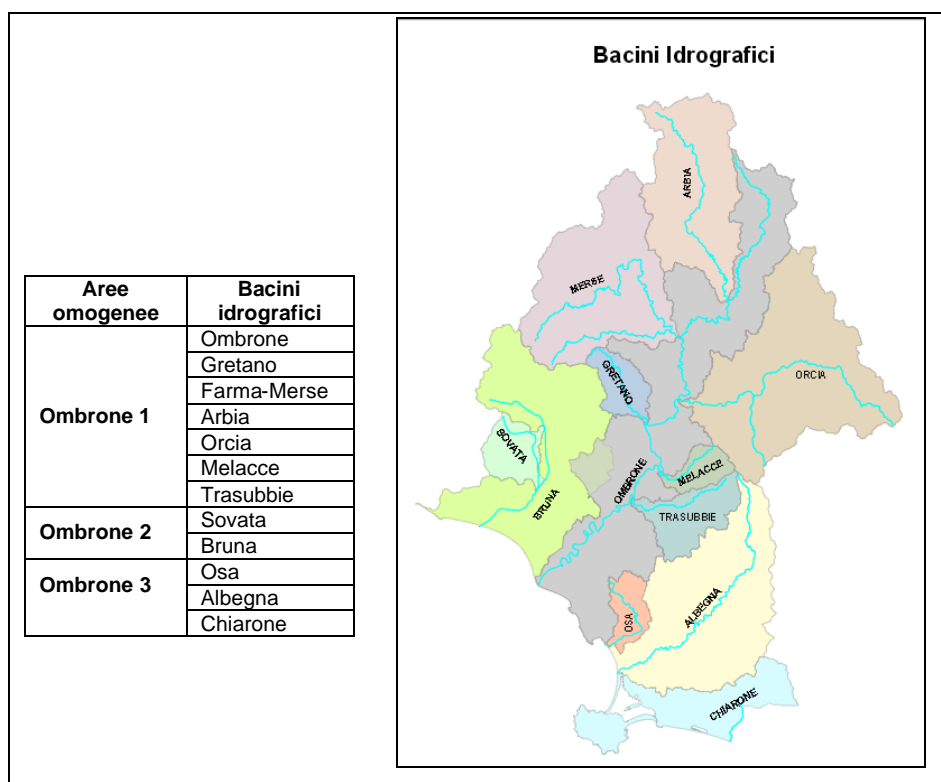 Aree
omogenee
Bacini
idrografici
Ombrone 1
Ombrone
Gretano
Farma-Merse
Arbia
Orcia
Melacce
Trasubbie
Ombrone 2
Sovata
Bruna
Ombrone 3
Osa
Albegna
Chiarone
Bacini Idrografici
ARBIA
MERSE
GRETANO
ORCIA
SOVATA
MELACCE
OMBRONE
BRUNA
TRASUBBIE
ALBEGNA
OSA
CHIARONE